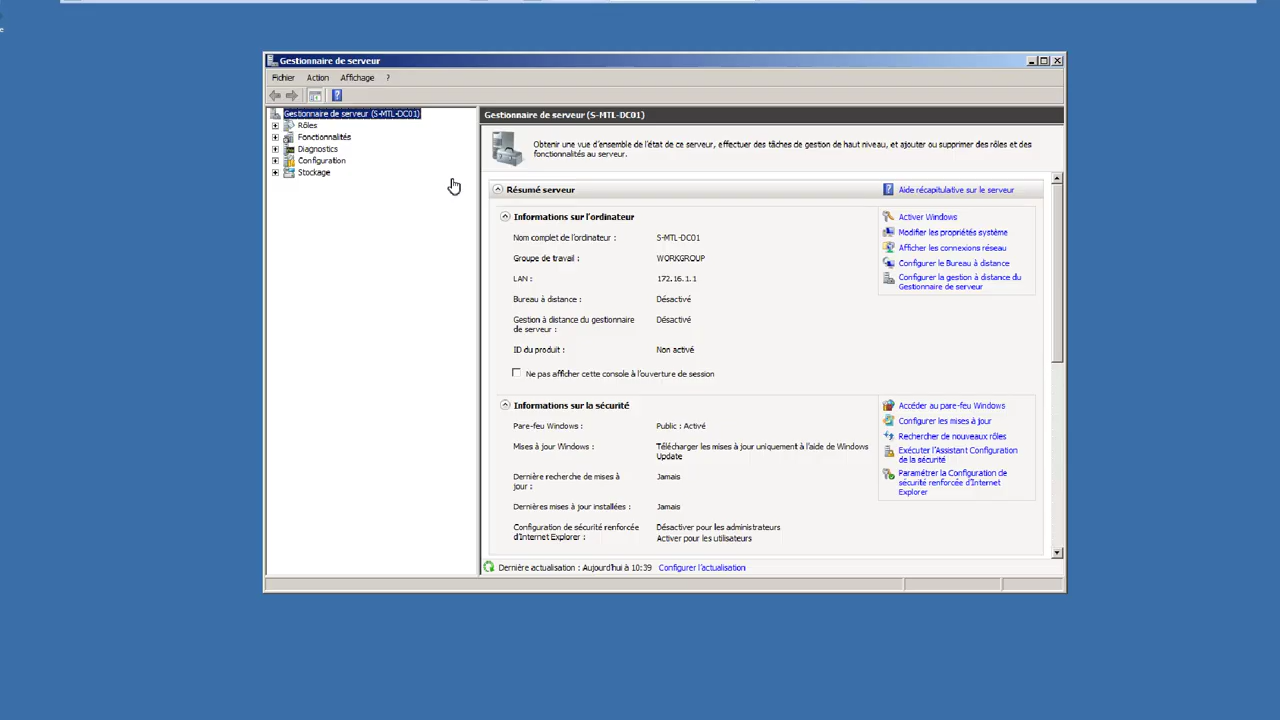 e
Gestionnaire de serveur
Fichier Action Affichage ?
Gestionnaire de serveur (S-MTL-DC01)
Rôles
Fonctionnalités
Diagnostics
Configuration
Stockage
Gestionnaire de serveur (S-MTL-DC01)
Obtenir une vue d'ensemble de l'état de ce serveur, effectuer des tâches de gestion de haut niveau, et ajouter ou supprimer des rôles et des
fonctionnalités au serveur.
Résumé serveur
Aide récapitulative sur le serveur
Informations sur l'ordinateur
Nom complet de l'ordinateur : S-MTL-DC01
Groupe de travail : WORKGROUP
LAN : 172.16.1.1
Bureau à distance : Désactivé
Gestion à distance du gestionnaire
de serveur : Désactivé
ID du produit : Non activé
Ne pas afficher cette console à l'ouverture de session
Activer Windows
Modifier les propriétés système
Afficher les connexions réseau
Configurer le Bureau à distance
Configurer la gestion à distance du
Gestionnaire de serveur
Informations sur la sécurité
Pare-feu Windows : Public : Activé
Mises à jour Windows : Télécharger les mises à jour uniquement à l'aide de Windows
Update
Dernière recherche de mises à
jour : Jamais
Dernières mises à jour installées : Jamais
Configuration de sécurité renforcée Désactiver pour les administrateurs
d'Internet Explorer : Activer pour les utilisateurs
Accéder au pare-feu Windows
Configurer les mises à jour
Rechercher de nouveaux rôles
Exécuter l'Assistant Configuration
de la sécurité
Paramétrer la Configuration de
sécurité renforcée d'Internet
Explorer
Dernière actualisation : Aujourd'hui à 10:39 Configurer l'actualisation